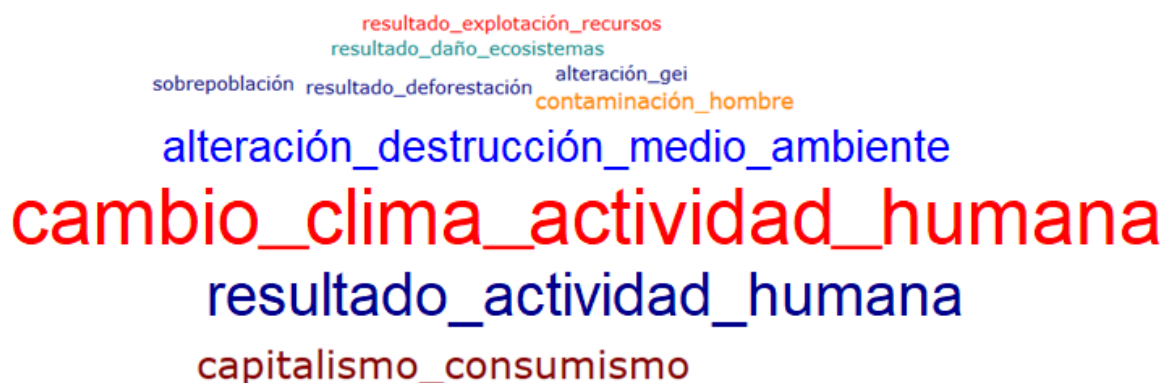 resultado_explotación_recursos
resultado_daño_ecosistemas
sobrepoblación resultado_deforestación alteración_gei
contaminación_hombre
alteración_destrucción_medio_ambiente
cambio_clima_actividad_humana
resultado_actividad_humana
capitalismo_consumismo